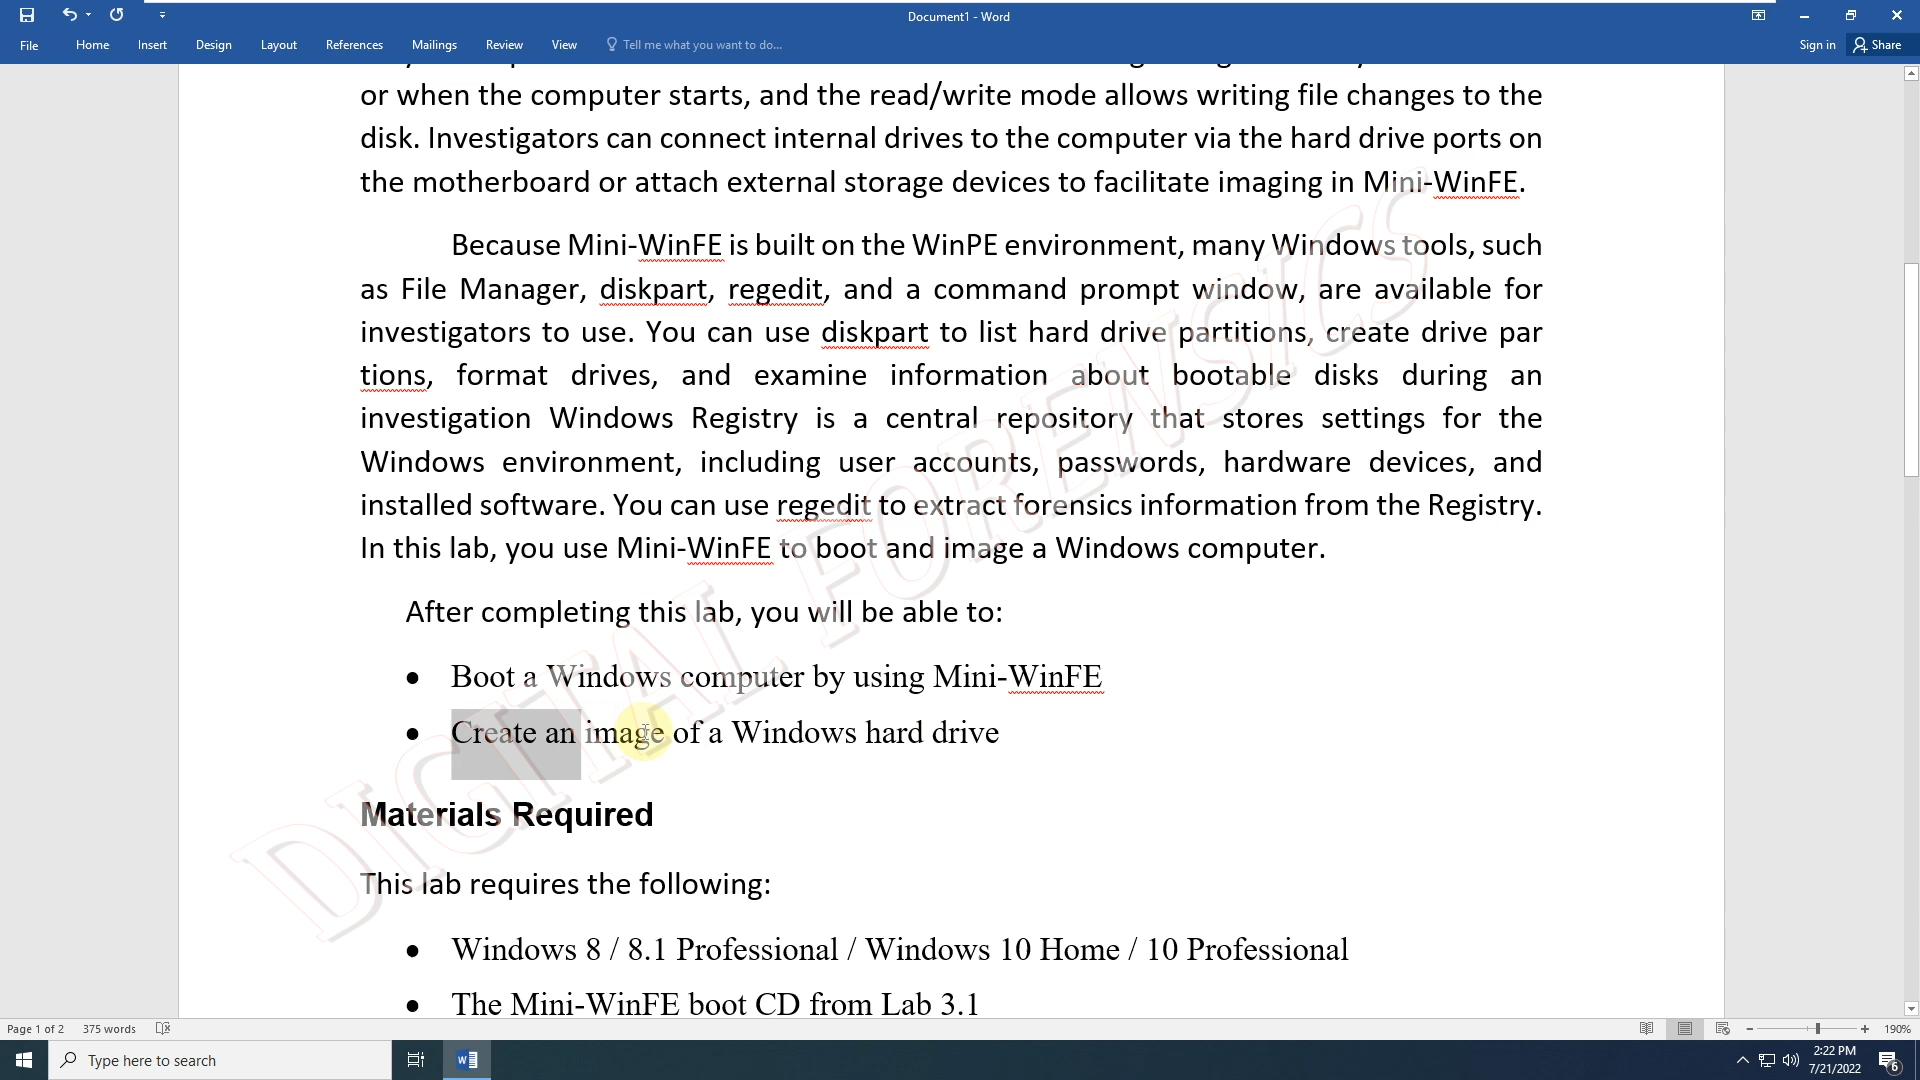 Document1 - Word
File Home Insert Design Layout References Mailings Review View Tell me what you want to do... Sign in Share
or when the computer starts, and the read/write mode allows writing file changes to the
disk. Investigators can connect internal drives to the computer via the hard drive ports on
the motherboard or attach external storage devices to facilitate imaging in Mini-WinFE.
Because Mini-WinFE is built on the WinPE environment, many Windows tools, such
as File Manager, diskpart, regedit, and a command prompt window, are available for
investigators to use. You can use diskpart to list hard drive partitions, create drive par
tions, format drives, and examine information about bootable disks during an
investigation Windows Registry is a central repository that stores settings for the
Windows environment, including user accounts, passwords, hardware devices, and
installed software. You can use regedit to extract forensics information from the Registry.
In this lab, you use Mini-WinFE to boot and image a Windows computer.
After completing this lab, you will be able to:
• Boot a Windows computer by using Mini-WinFE
• Create an image of a Windows hard drive
Materials Required
This lab requires the following:
• Windows 8 / 8.1 Professional / Windows 10 Home / 10 Professional
• The Mini-WinFE boot CD from Lab 3.1
DIGITAL FORENSICS
Page 1 of 2 375 words 190%
Type here to search
2:22 PM
7/21/2022
6